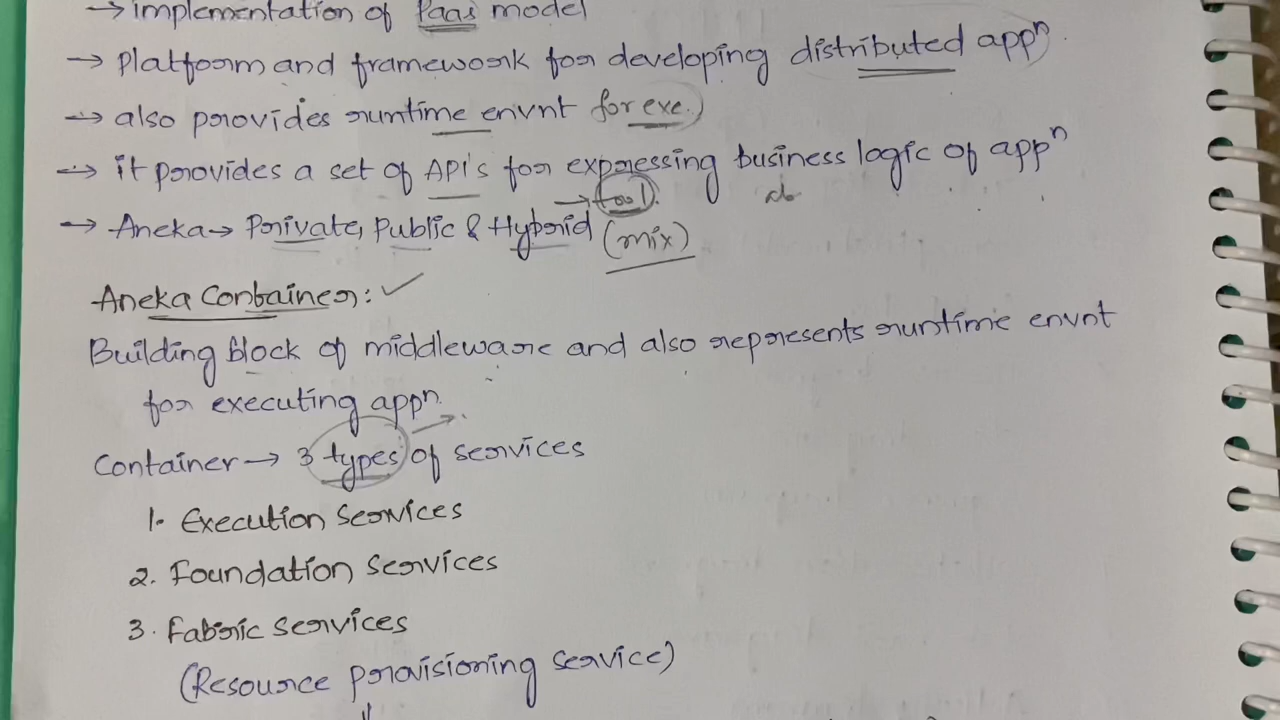 → implementation of Paas model
→ Platform and framework for developing distributed appn.
→ also provides runtime envnt for exe.)
→ it provides a set of API's for expressing business logic of appn
→ tool.
→ Aneka → Private, Public & Hybrid (mix)
Aneka Container: ✓
Building block of middleware and also represents runtime envnt
for executing appn.
Container → 3 types of services
1. Execution Services
2. Foundation Services
3. Fabric Services
(Resource provisioning service)